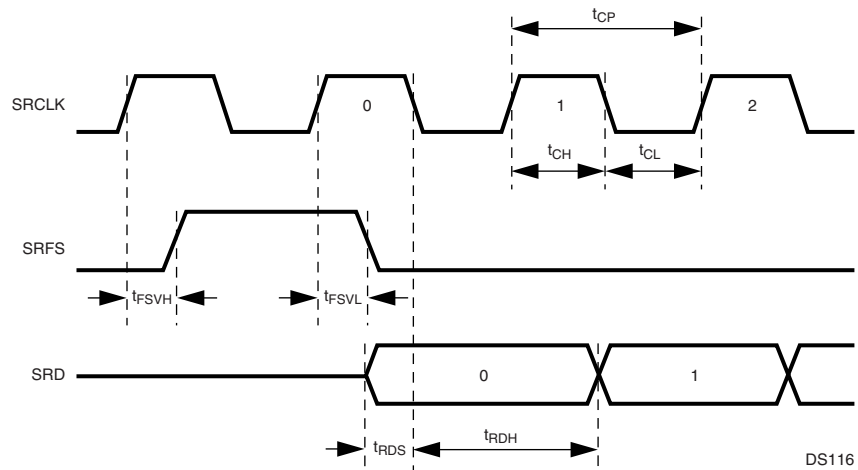 tCP
SRCLK
0
1
2
tCH
tCL
SRFS
tFSVH
tFSVL
SRD
0
1
tRDS
tRDH
DS116